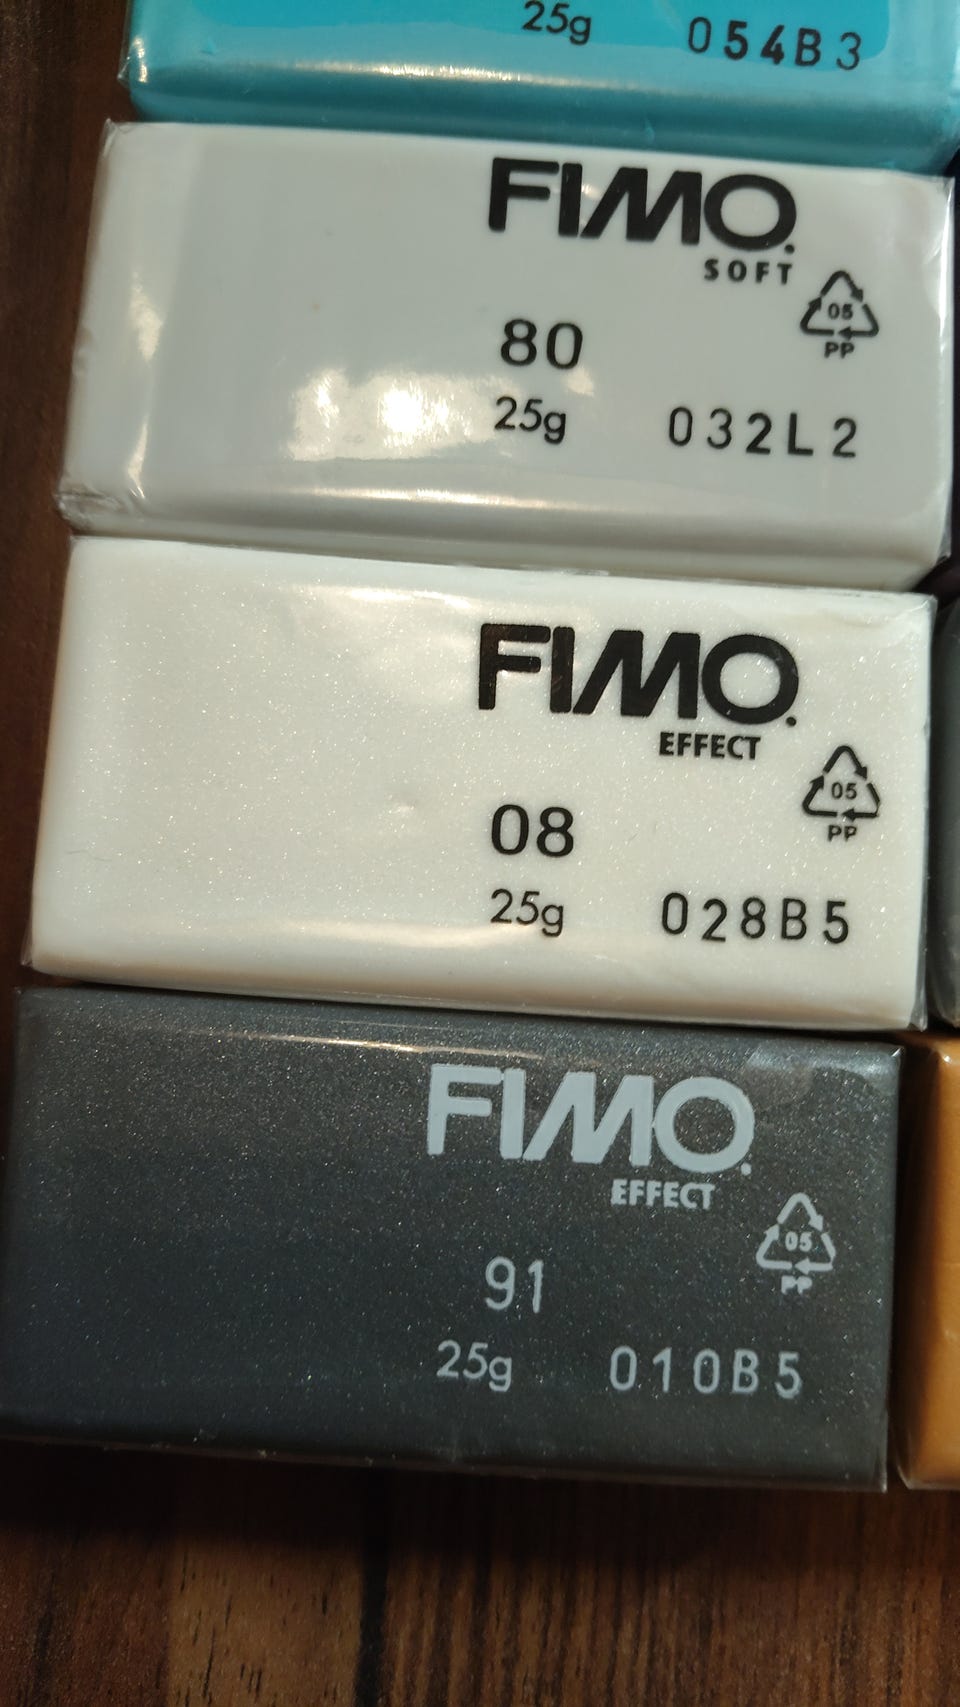 25g 054B3
FIMO
SOFT
05
PP
80
25g 032L2
FIMO
EFFECT
05
PP
08
25g 028B5
FIMO
EFFECT
05
PP
91
25g 010B5